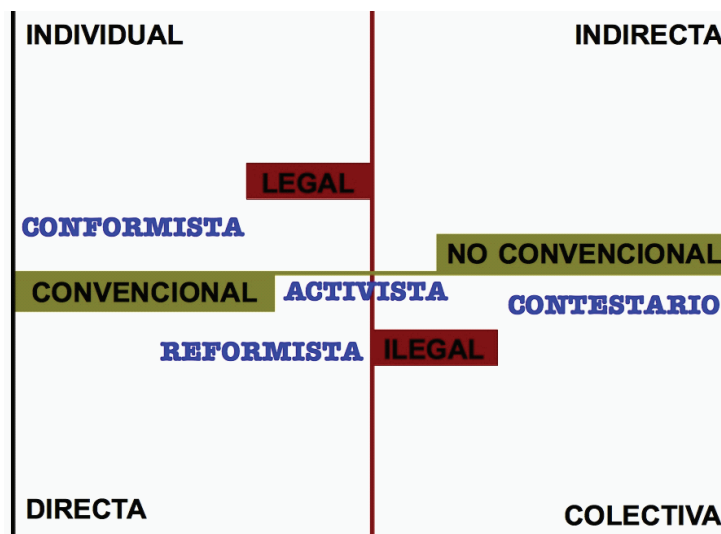 INDIVIDUAL
INDIRECTA
LEGAL
CONFORMISTA
NO CONVENCIONAL
CONVENCIONAL
ACTIVISTA
CONTESTARIO
REFORMISTA
ILEGAL
DIRECTA
COLECTIVA